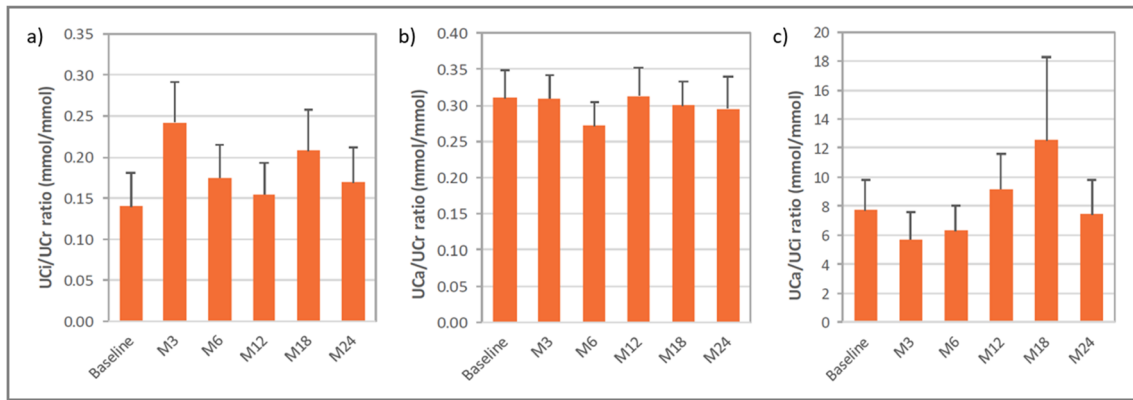 a)
UCi/UCr ratio (mmol/mmol)
0.35
0.30
0.25
0.20
0.15
0.10
0.05
0.00
Baseline
M3
M6
M12
M18
M24
b)
UCa/UCr ratio (mmol/mmol)
0.40
0.35
0.30
0.25
0.20
0.15
0.10
0.05
0.00
Baseline
M3
M6
M12
M18
M24
c)
UCa/UCi ratio (mmol/mmol)
20
18
16
14
12
10
8
6
4
2
0
Baseline
M3
M6
M12
M18
M24